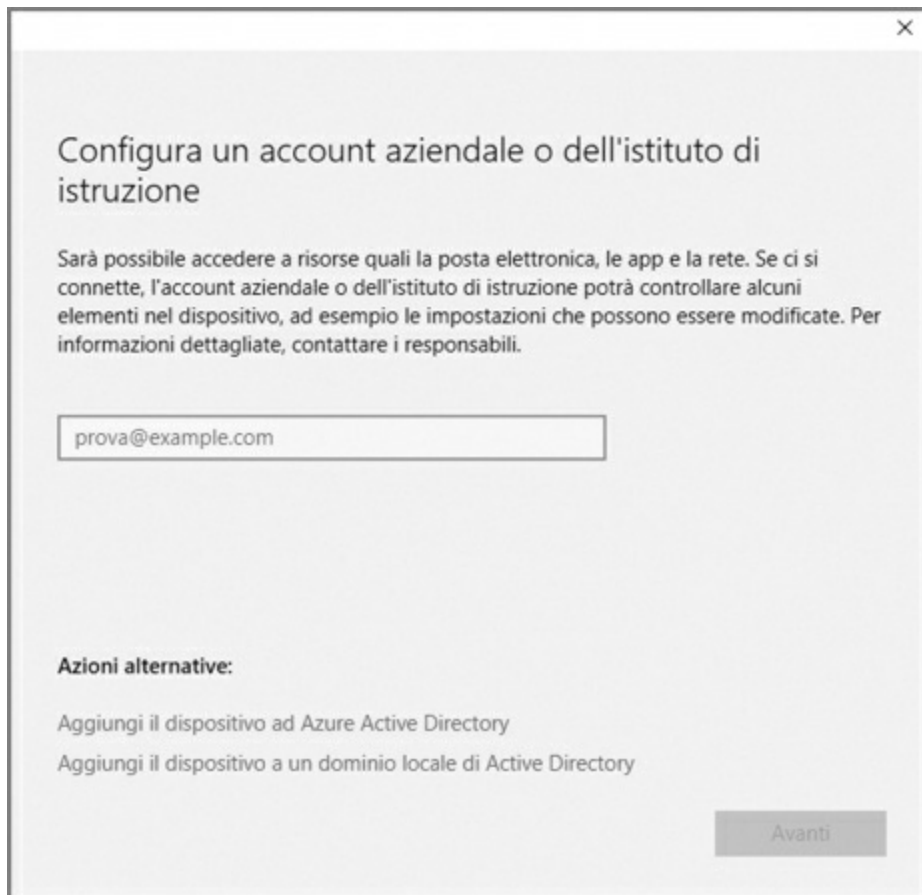 Configura un account aziendale o dell'istituto di
istruzione
Sarà possibile accedere a risorse quali la posta elettronica, le app e la rete. Se ci si
connette, l'account aziendale o dell'istituto di istruzione potrà controllare alcuni
elementi nel dispositivo, ad esempio le impostazioni che possono essere modificate. Per
informazioni dettagliate, contattare i responsabili.
prova@example.com
Azioni alternative:
Aggiungi il dispositivo ad Azure Active Directory
Aggiungi il dispositivo a un dominio locale di Active Directory
Avanti